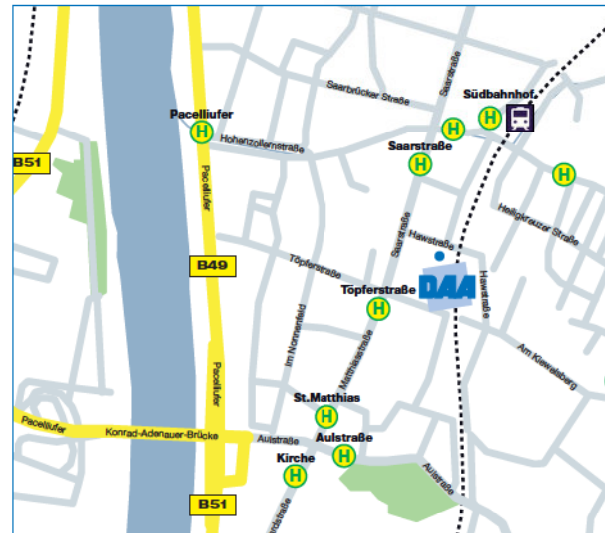 Saarbrücker Straße
Saarstraße
Südbahnhof
Pacelliufer
H
H
H
Hohenzollernstraße
Saarstraße
H
H
B51
Pacelliufer
Heiligkreuzer Straße
Saarstraße
Hawstraße
B49
Töpferstraße
DAA
Hawstraße
Töpferstraße
H
Im Nonnenfeld
Matthiasstraße
Am Kiewelsberg
Pacelliufer
St.Matthias
H
Pacelliufer
Konrad-Adenauer-Brücke
Aulstraße
Aulstraße
H
Kirche
H
Aulstraße
B51